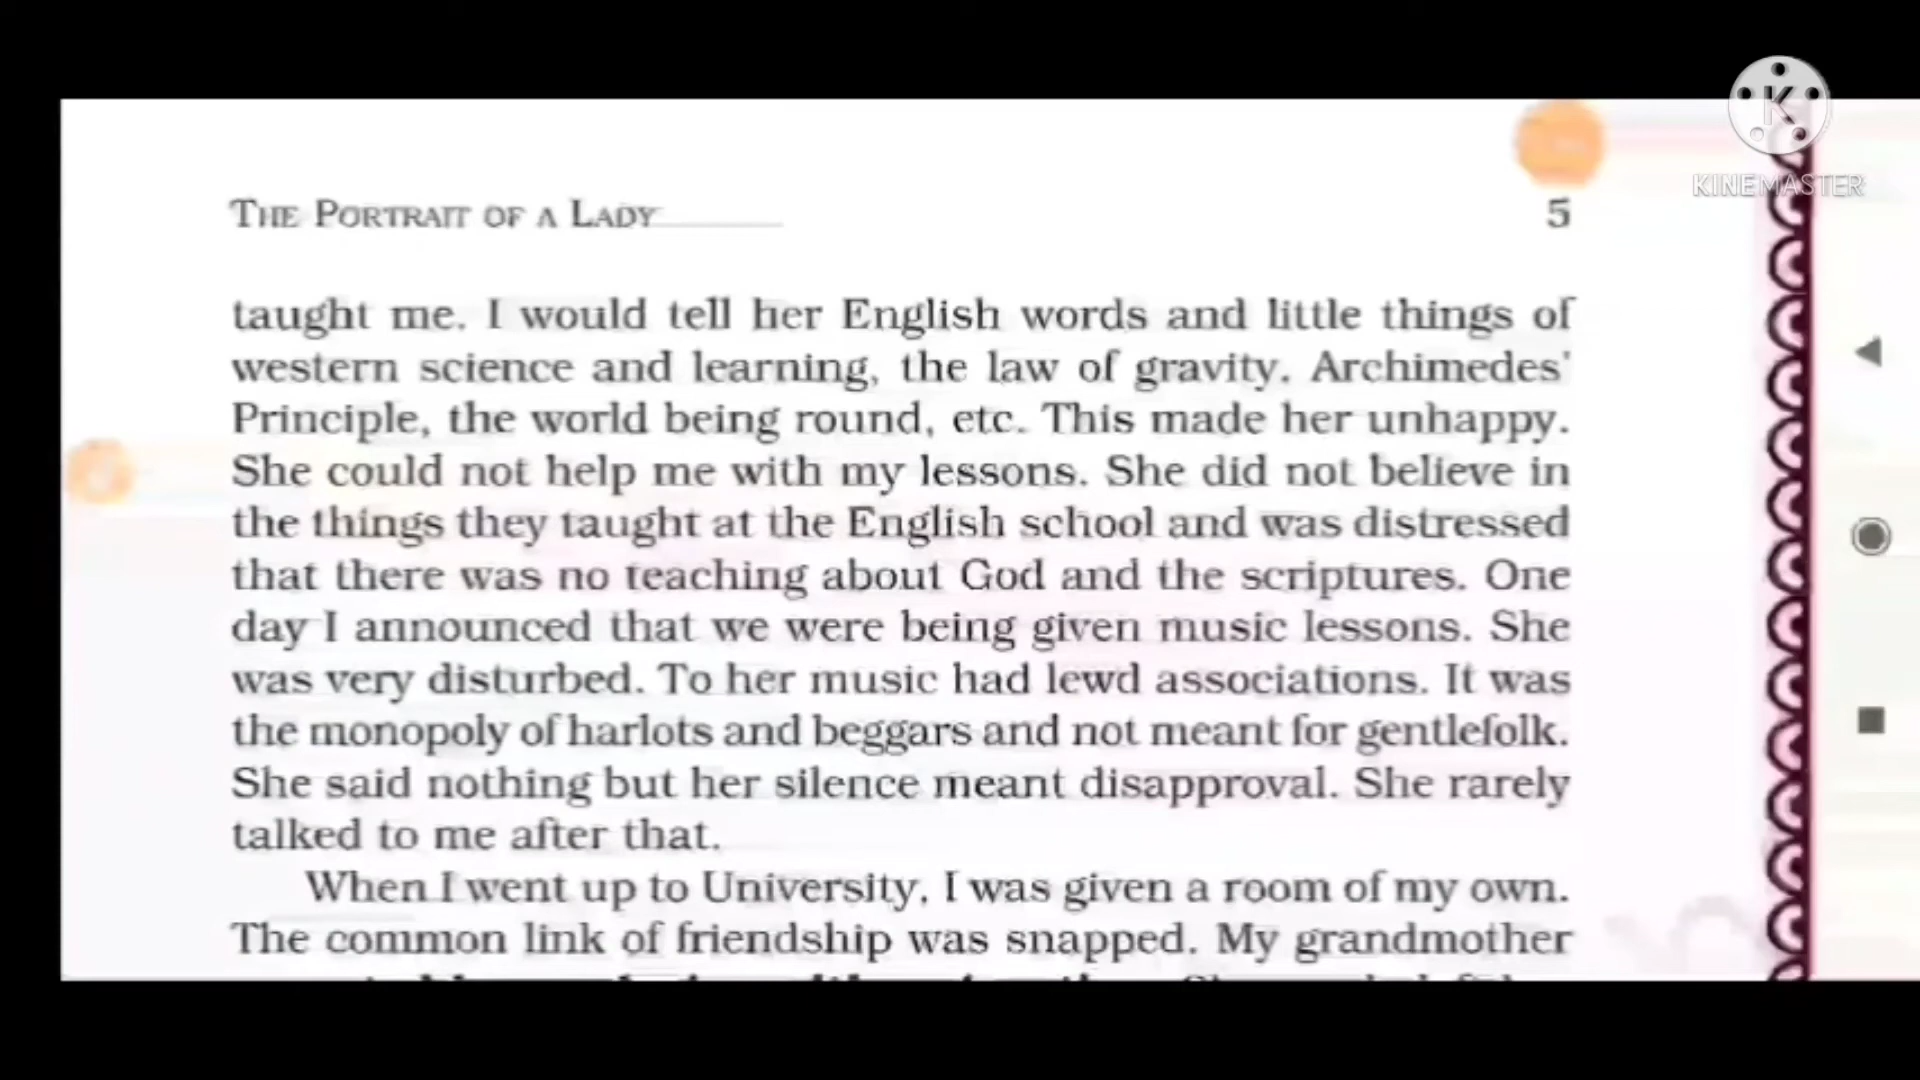 KINEMASTER
THE PORTRAIT OF A LADY 5
taught me. I would tell her English words and little things of
western science and learning, the law of gravity. Archimedes'
Principle, the world being round, etc. This made her unhappy.
She could not help me with my lessons. She did not believe in
the things they taught at the English school and was distressed
that there was no teaching about God and the scriptures. One
day I announced that we were being given music lessons. She
was very disturbed. To her music had lewd associations. It was
the monopoly of harlots and beggars and not meant for gentlefolk.
She said nothing but her silence meant disapproval. She rarely
talked to me after that.
When I went up to University, I was given a room of my own.
The common link of friendship was snapped. My grandmother